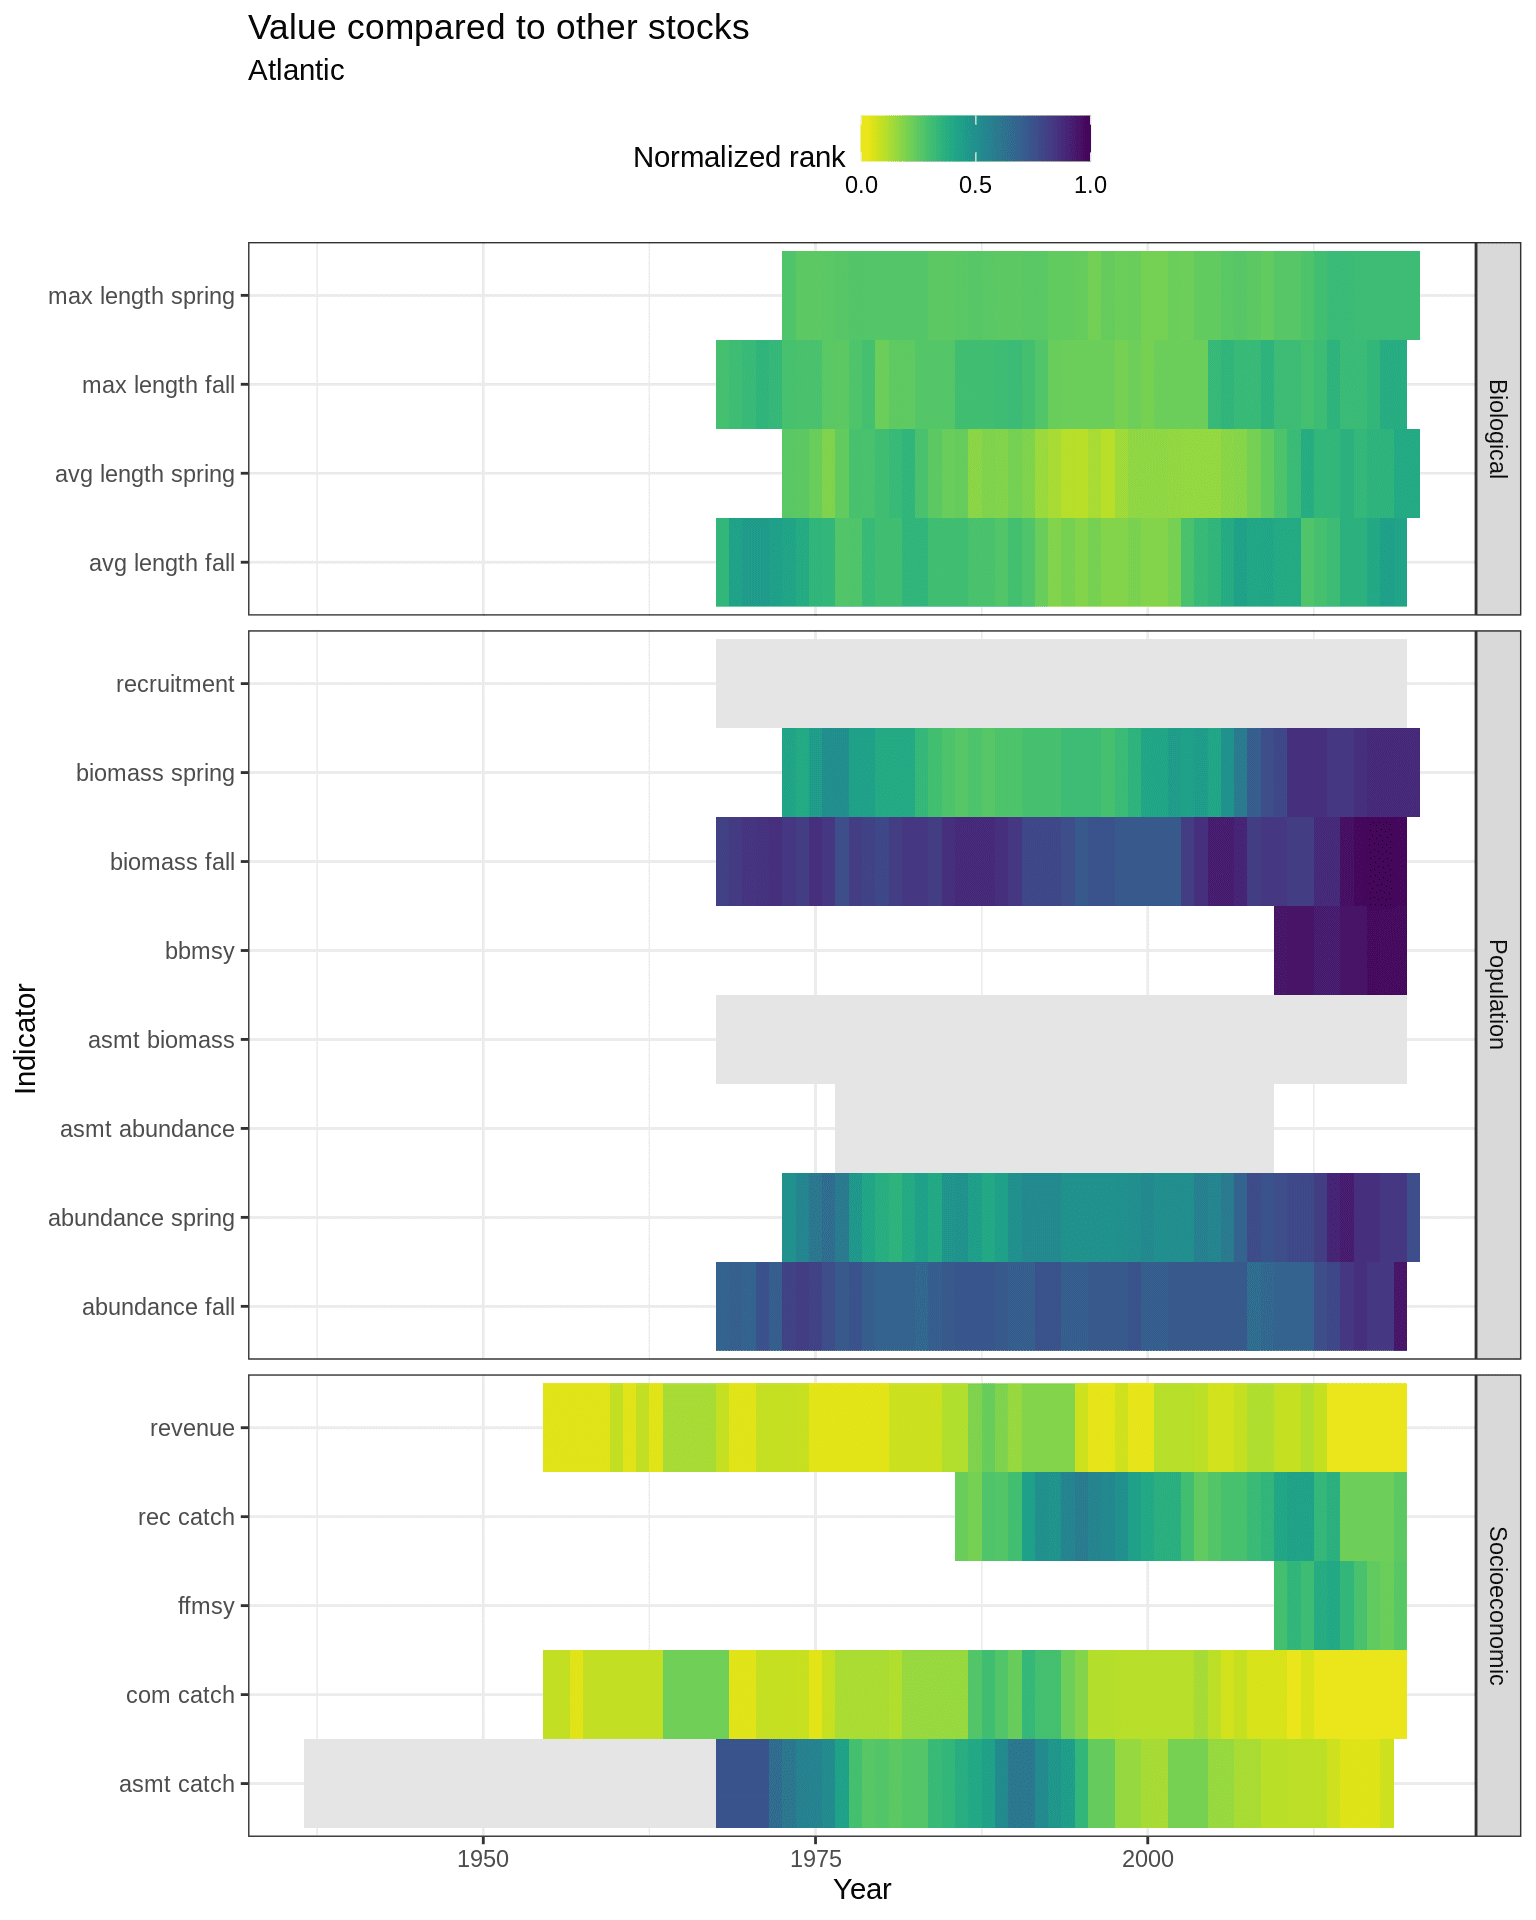 Value compared to other stocks
Atlantic
Normalized rank
0.0 0.5 1.0
max length spring
max length fall
avg length spring
avg length fall
Biological
recruitment
biomass spring
biomass fall
bbmsy
asmt biomass
asmt abundance
abundance spring
abundance fall
Population
Indicator
revenue
rec catch
ffmsy
com catch
asmt catch
Socioeconomic
1950 1975 2000
Year